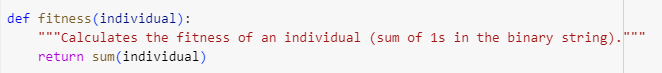 def fitness(individual):
    """Calculates the fitness of an individual (sum of 1s in the binary string)."""
    return sum(individual)